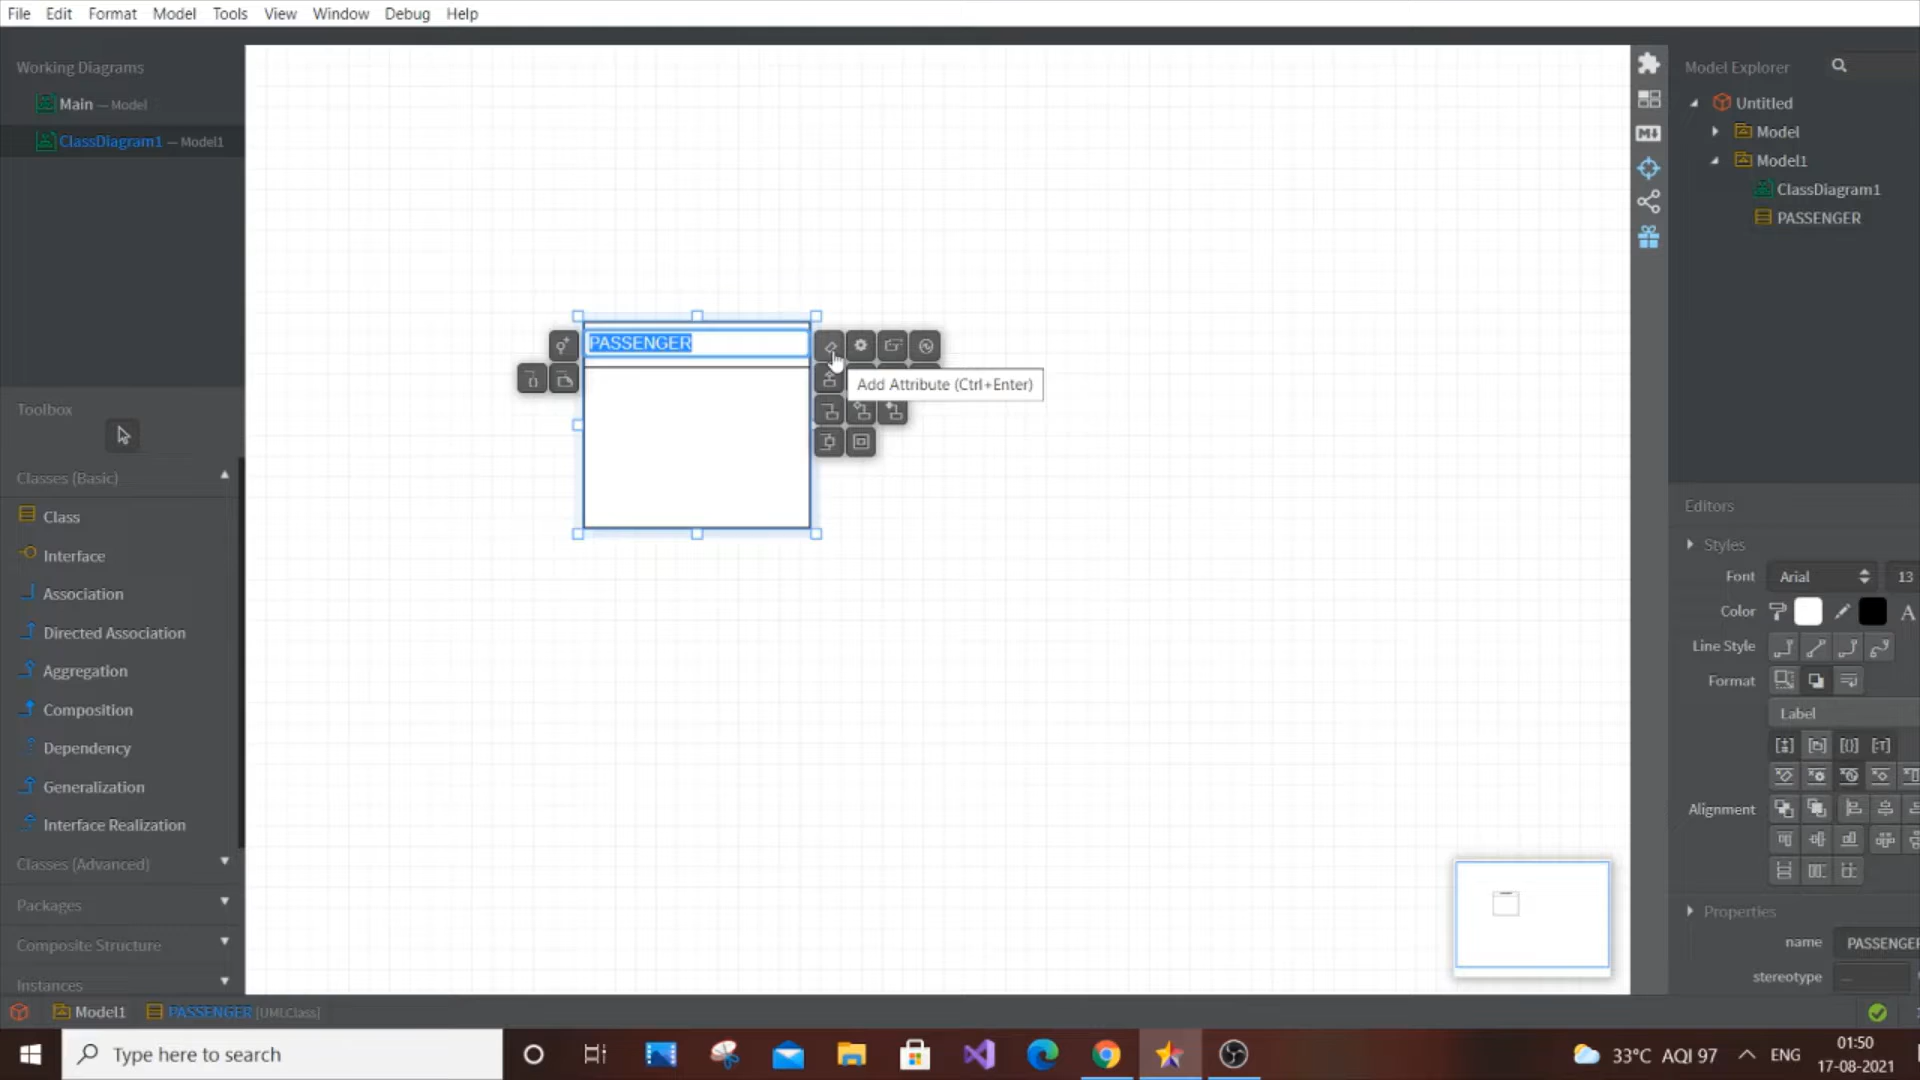 File Edit Format Model Tools View Window Debug Help
Working Diagrams
Main — Model
ClassDiagram1 — Model1
Toolbox
Classes (Basic)
Class
Interface
Association
Directed Association
Aggregation
Composition
Dependency
Generalization
Interface Realization
Classes (Advanced)
Packages
Composite Structure
Instances
PASSENGER
Add Attribute (Ctrl+Enter)
Model Explorer
Untitled
Model
Model1
ClassDiagram1
PASSENGER
Editors
Styles
Font Arial 13
Color A
Line Style
Format
Label
Alignment
Properties
name PASSENGER
stereotype —
Model1 PASSENGER [UMLClass]
Type here to search
33°C AQI 97 ENG
01:50
17-08-2021